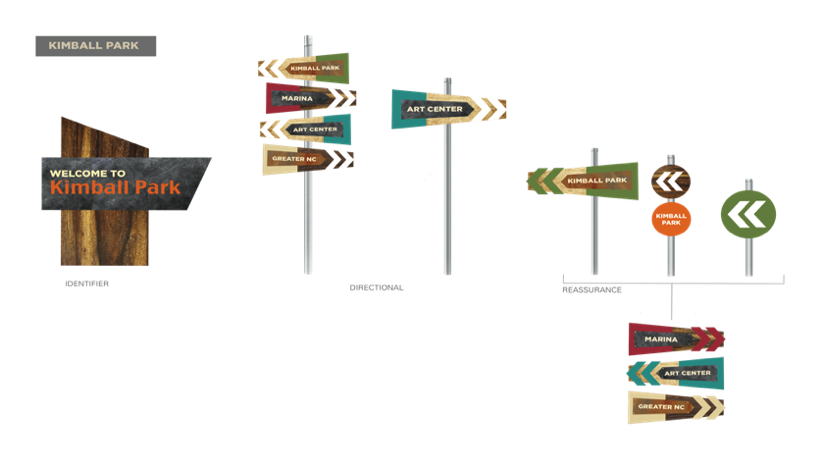 KIMBALL PARK
WELCOME TO
Kimball Park
IDENTIFIER
KIMBALL PARK
MARINA
ART CENTER
GREATER NC
ART CENTER
DIRECTIONAL
KIMBALL PARK
KIMBALL
PARK
REASSURANCE
MARINA
ART CENTER
GREATER NC